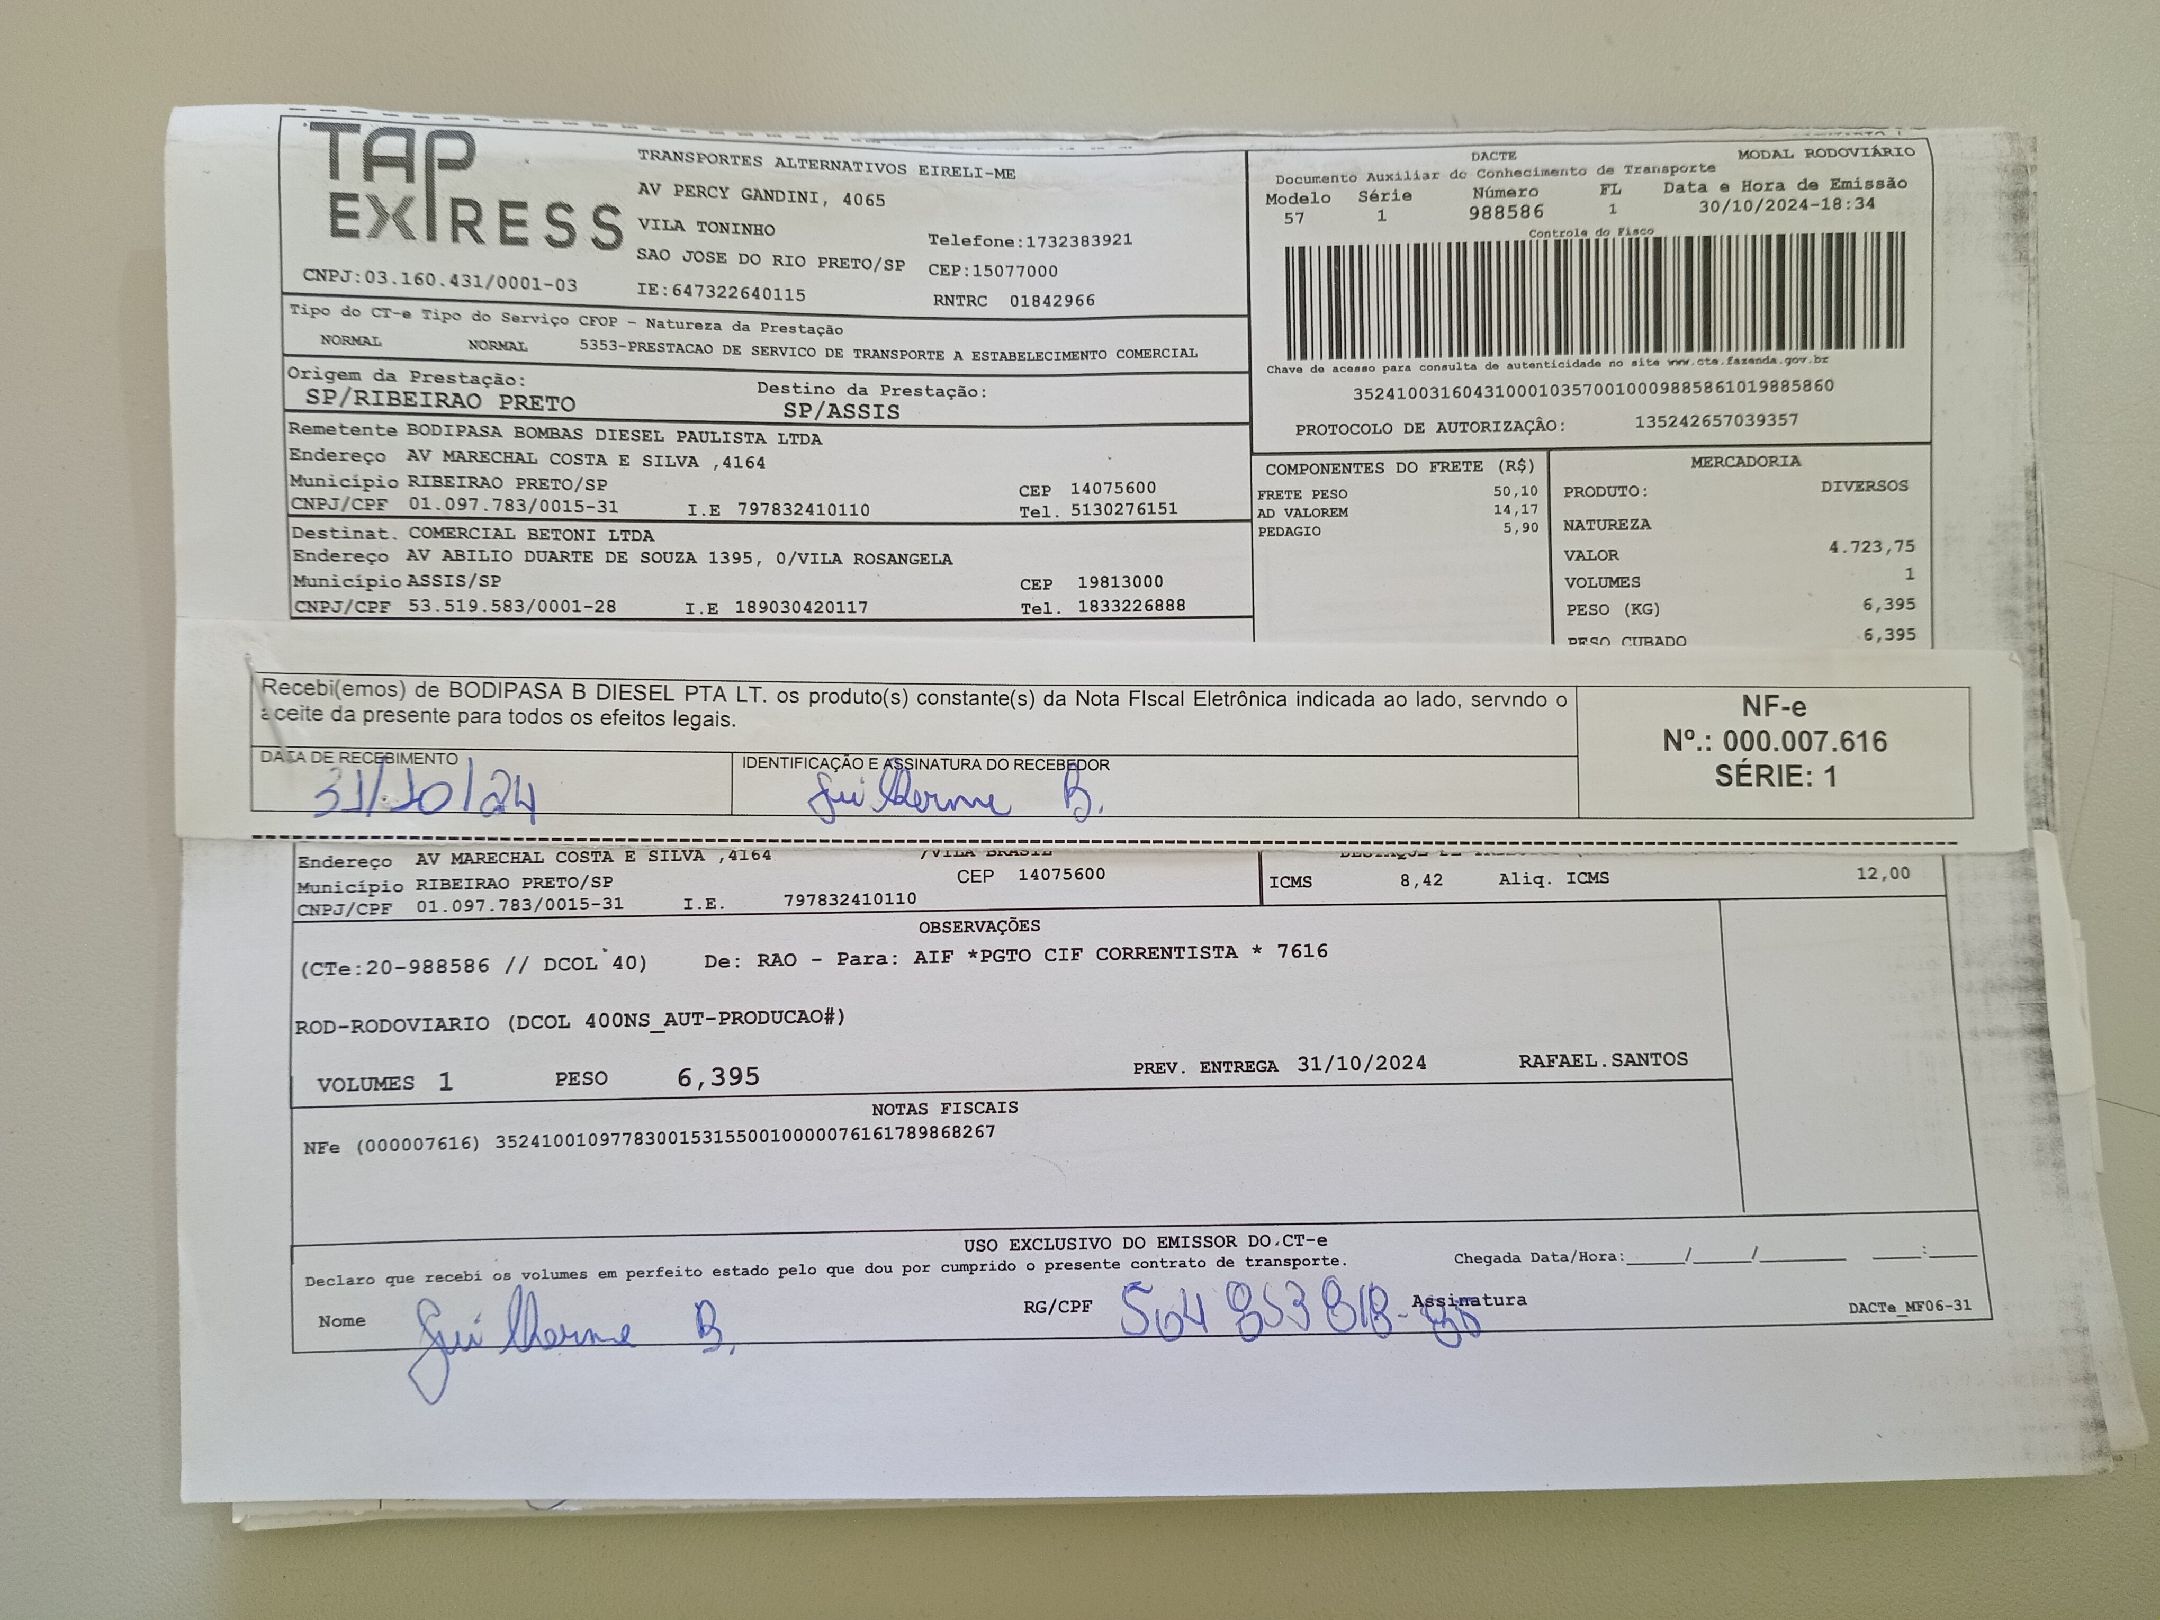 TAP EXPRESS
CNPJ:03.160.431/0001-03
TRANSPORTES ALTERNATIVOS EIRELI-ME
AV PERCY GANDINI, 4065
VILA TONINHO
Telefone:1732383921
SAO JOSE DO RIO PRETO/SP
CEP:15077000
IE:647322640115
RNTRC 01842966
DACTE
MODAL RODOVIÁRIO
Documento Auxiliar do Conhecimento de Transporte
Modelo Série Número FL Data e Hora de Emissão
57 1 988586 1 30/10/2024-18:34
Controle do Fisco
Chave de acesso para consulta de autenticidade no site www.cte.fazenda.gov.br
35241003160431000103570010009885861019885860
PROTOCOLO DE AUTORIZAÇÂO: 135242657039357
Tipo do CT-e Tipo do Serviço CFOP - Natureza da Prestação
NORMAL NORMAL 5353-PRESTACAO DE SERVICO DE TRANSPORTE A ESTABELECIMENTO COMERCIAL
Origem da Prestação:
SP/RIBEIRAO PRETO
Destino da Prestação:
SP/ASSIS
Remetente BODIPASA BOMBAS DIESEL PAULISTA LTDA
Endereço AV MARECHAL COSTA E SILVA ,4164
Município RIBEIRAO PRETO/SP CEP 14075600
CNPJ/CPF 01.097.783/0015-31 I.E 797832410110 Tel. 5130276151
Destinat. COMERCIAL BETONI LTDA
Endereço AV ABILIO DUARTE DE SOUZA 1395, 0/VILA ROSANGELA
Município ASSIS/SP CEP 19813000
CNPJ/CPF 53.519.583/0001-28 I.E 189030420117 Tel. 1833226888
COMPONENTES DO FRETE (R$)
FRETE PESO 50,10
AD VALOREM 14,17
PEDAGIO 5,90
MERCADORIA
PRODUTO: DIVERSOS
NATUREZA
VALOR 4.723,75
VOLUMES 1
PESO (KG) 6,395
PESO CUBADO 6,395
Recebi(emos) de BODIPASA B DIESEL PTA LT. os produto(s) constante(s) da Nota FIscal Eletrônica indicada ao lado, servndo o
aceite da presente para todos os efeitos legais.
DATA DE RECEBIMENTO
31/10/24
IDENTIFICAÇÃO E ASSINATURA DO RECEBEDOR
Guilherme B.
NF-e
Nº.: 000.007.616
SÉRIE: 1
Endereço AV MARECHAL COSTA E SILVA ,4164 /VILA BRASIL
Município RIBEIRAO PRETO/SP CEP 14075600
CNPJ/CPF 01.097.783/0015-31 I.E. 797832410110
ICMS 8,42 Aliq. ICMS 12,00
OBSERVAÇÕES
(CTe:20-988586 // DCOL 40) De: RAO - Para: AIF *PGTO CIF CORRENTISTA * 7616
ROD-RODOVIARIO (DCOL 400NS_AUT-PRODUCAO#)
VOLUMES 1 PESO 6,395 PREV. ENTREGA 31/10/2024 RAFAEL.SANTOS
NOTAS FISCAIS
NFe (000007616) 35241001097783001531550010000076161789868267
USO EXCLUSIVO DO EMISSOR DO CT-e
Declaro que recebi os volumes em perfeito estado pelo que dou por cumprido o presente contrato de transporte.
Chegada Data/Hora:_____/_____/________ ____:____
Nome Guilherme B. RG/CPF Assinatura
DACTe_MF06-31